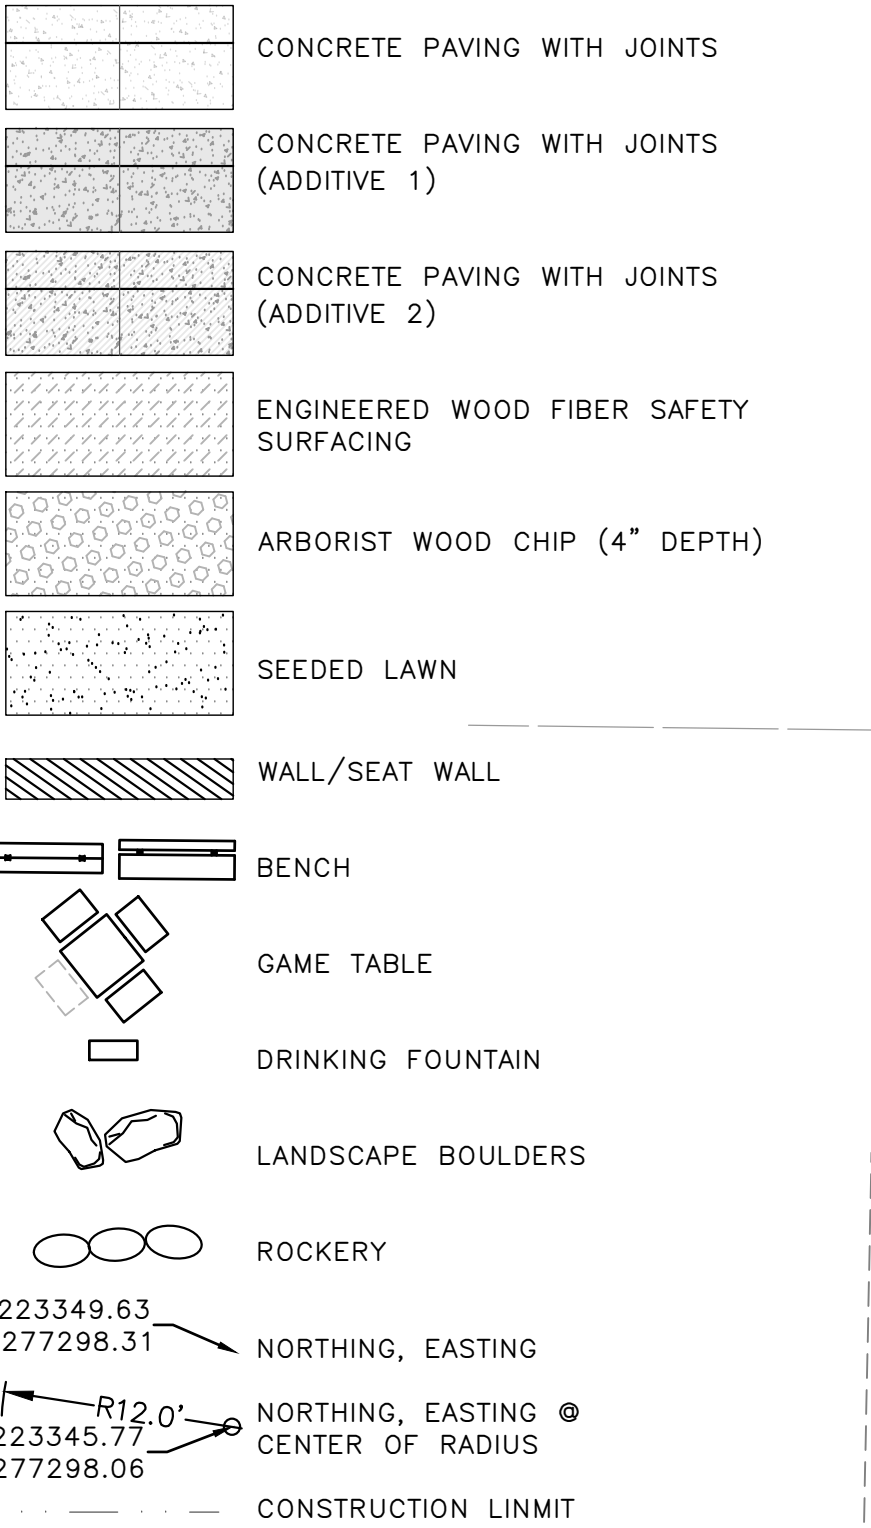 CONCRETE PAVING WITH JOINTS
CONCRETE PAVING WITH JOINTS
(ADDITIVE 1)
CONCRETE PAVING WITH JOINTS
(ADDITIVE 2)
ENGINEERED WOOD FIBER SAFETY
SURFACING
ARBORIST WOOD CHIP (4" DEPTH)
SEEDED LAWN
WALL/SEAT WALL
BENCH
GAME TABLE
DRINKING FOUNTAIN
LANDSCAPE BOULDERS
ROCKERY
223349.63
277298.31
NORTHING, EASTING
R12.0'
223345.77
277298.06
NORTHING, EASTING @
CENTER OF RADIUS
CONSTRUCTION LINMIT